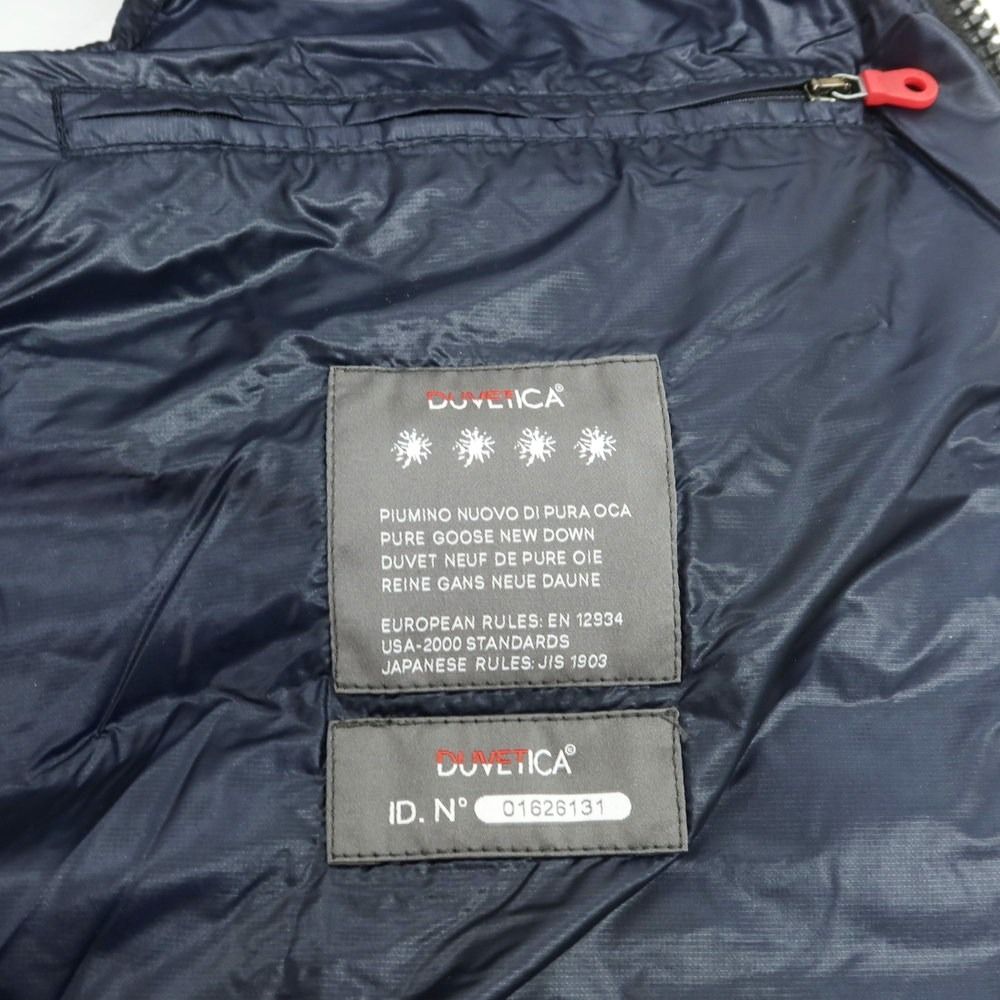 DUVETICA®
PIUMINO NUOVO DI PURA OCA
PURE GOOSE NEW DOWN
DUVET NEUF DE PURE OIE
REINE GANS NEUE DAUNE
EUROPEAN RULES: EN 12934
USA-2000 STANDARDS
JAPANESE RULES: JIS 1903
DUVETICA®
ID. N° 01626131